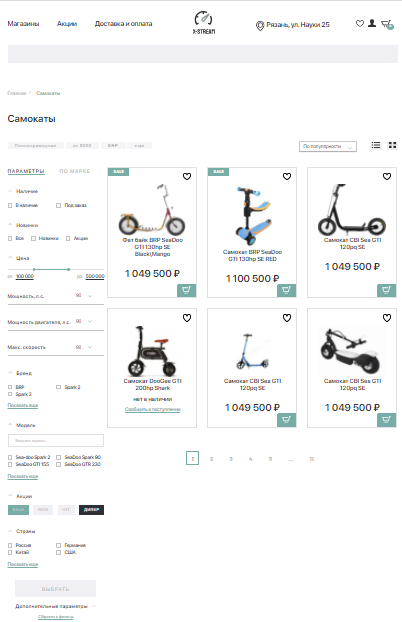 Магазины
Акции
Доставка и оплата
X-STREAM
Рязань, ул. Науки 25
Главная
Самокаты
Самокаты
Полноприводные
до 5000
BRP
еще
По популярности
ПАРАМЕТРЫ
ПО МАРКЕ
Наличие
В наличие
Под заказ
Новинки
Все
Новинки
Акции
Цена
от 100 000
до 500 000
Мощность, л.с.
90
Мощность двигателя, л.с.
90
Макс. скорость
90
Бренд
BRP
Spark 2
Spark 3
Показать еще
Модель
Sea-doo Spark 2
SeaDoo Spark 90
SeaDoo GTI 155
SeaDoo GTR 230
Показать еще
Акции
SALE
NEW
HIT
ДИЛЕР
Страны
Россия
Германия
Китай
США
Показать еще
ВЫБРАТЬ
Дополнительные параметры
Сбросить фильтр
SALE
Фет байк BRP SeaDoo
GTI 130hp SE
Black\Mango
1 049 500 ₽
SALE
Самокат BRP SeaDoo
GTI 130hp SE RED
1 100 500 ₽
Самокат CBI Sea GTI
120pq SE
1 049 500 ₽
Самокат DooGee GTI
200hp Shark
нет в наличии
Сообщить о поступлении
Самокат CBI Sea GTI
120pq SE
1 049 500 ₽
Самокат CBI Sea GTI
120pq SE
1 049 500 ₽
1 2 3 4 5 ...